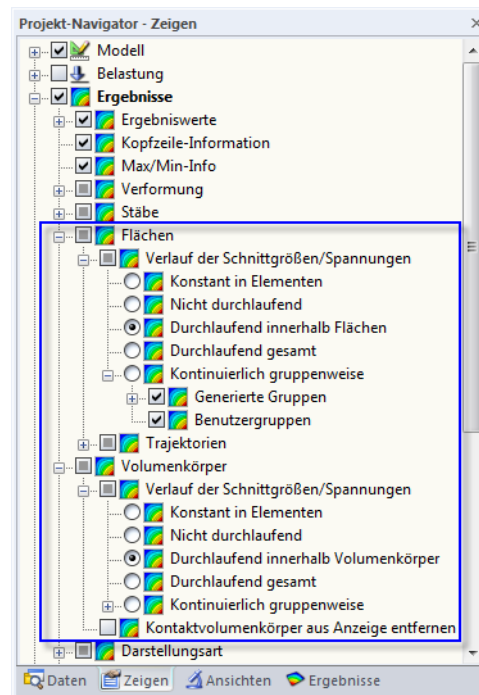 Projekt-Navigator - Zeigen
Modell
Belastung
Ergebnisse
Ergebniswerte
Kopfzeile-Information
Max/Min-Info
Verformung
Stäbe
Flächen
Verlauf der Schnittgrößen/Spannungen
Konstant in Elementen
Nicht durchlaufend
Durchlaufend innerhalb Flächen
Durchlaufend gesamt
Kontinuierlich gruppenweise
Generierte Gruppen
Benutzergruppen
Trajektorien
Volumenkörper
Verlauf der Schnittgrößen/Spannungen
Konstant in Elementen
Nicht durchlaufend
Durchlaufend innerhalb Volumenkörper
Durchlaufend gesamt
Kontinuierlich gruppenweise
Kontaktvolumenkörper aus Anzeige entfernen
Darstellungsart
Daten Zeigen Ansichten Ergebnisse